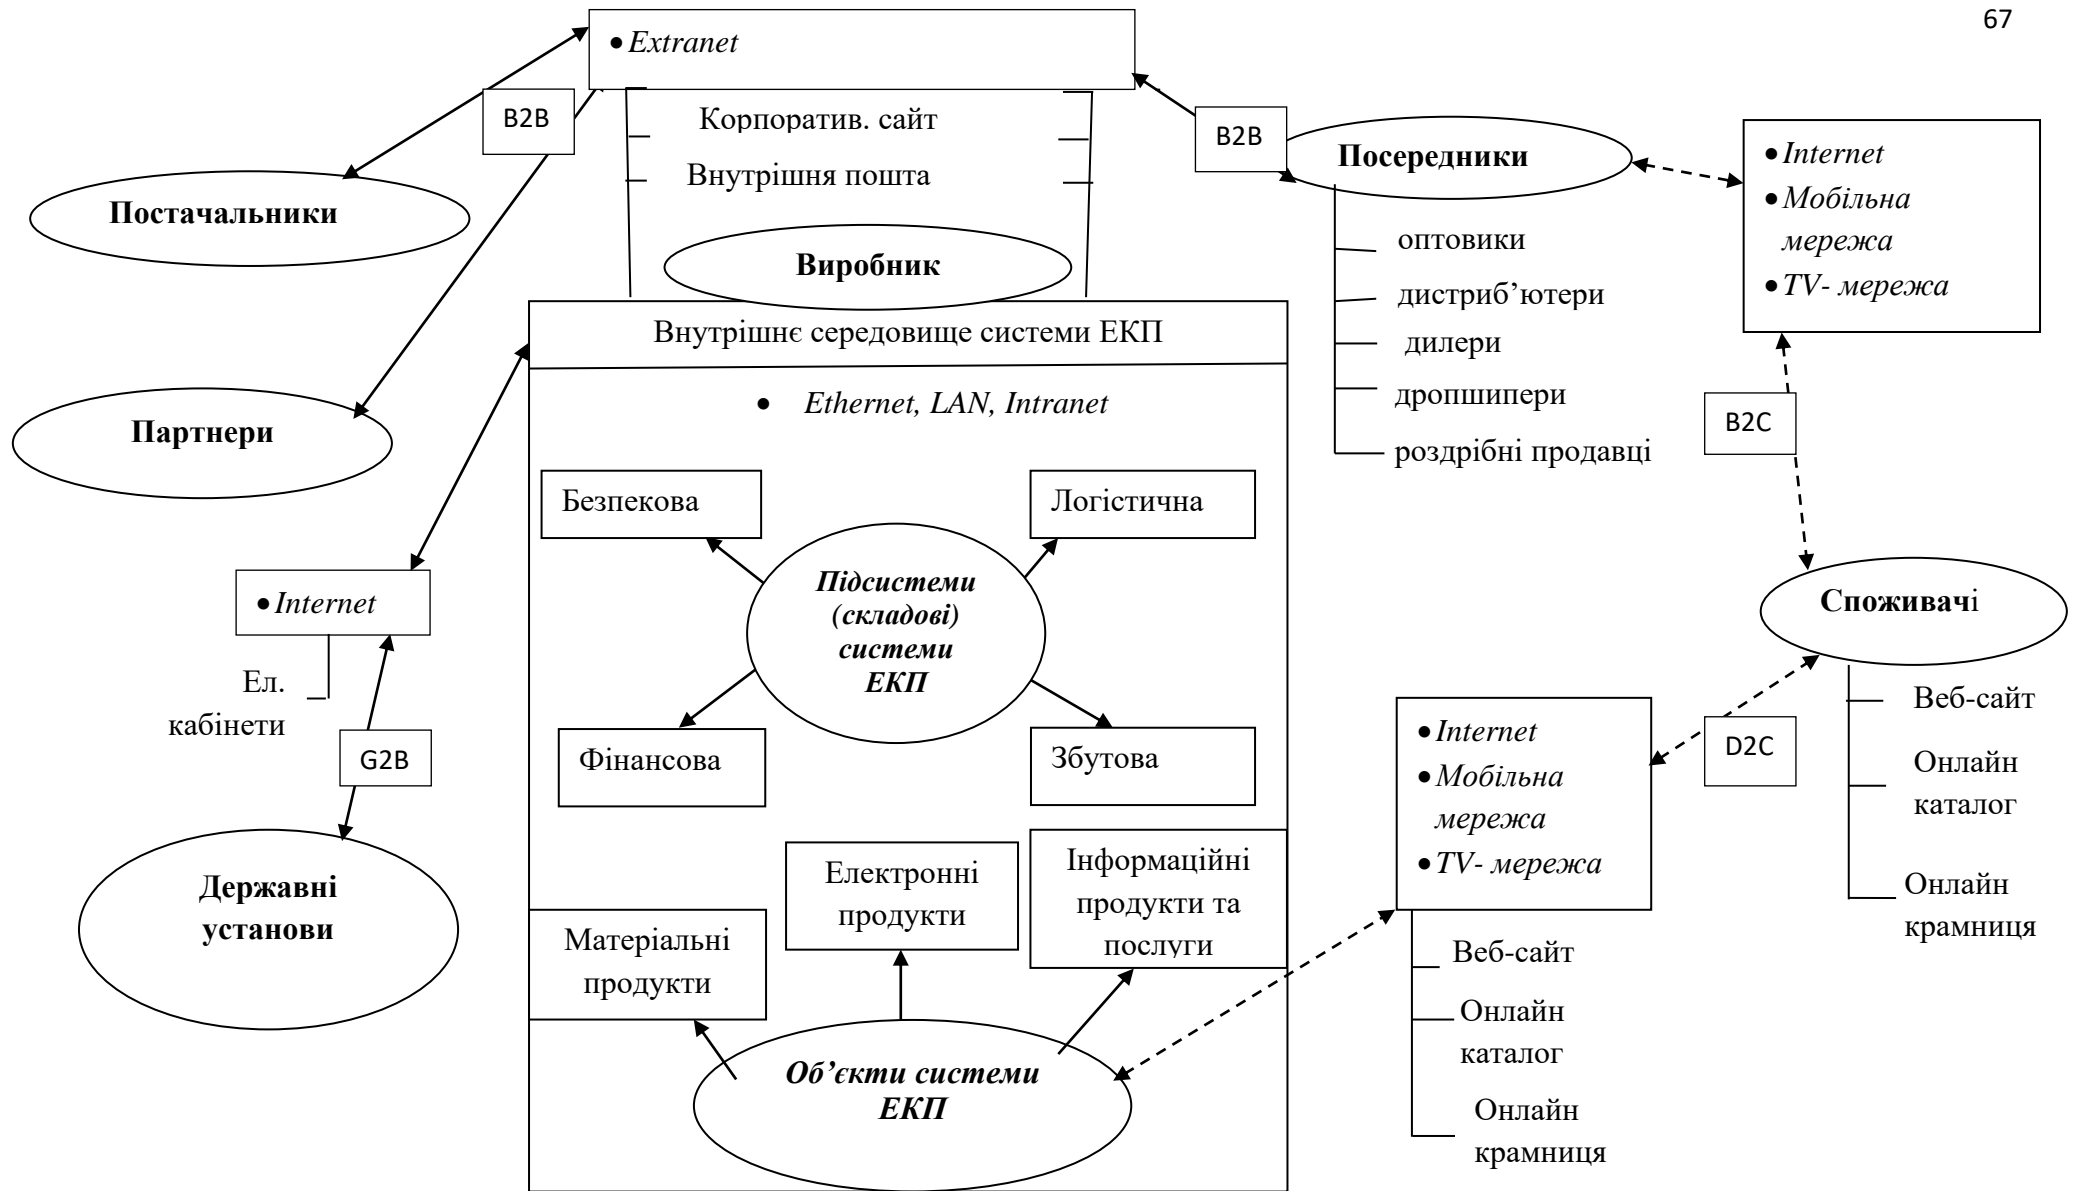 67
• Extranet
B2B
Корпоратив. сайт
Внутрішня пошта
B2B
Посередники
• Internet
• Мобільна
мережа
• TV- мережа
Постачальники
Виробник
оптовики
дистриб’ютери
дилери
дропшипери
роздрібні продавці
Внутрішнє середовище системи ЕКП
• Ethernet, LAN, Intranet
Партнери
B2C
Безпекова
Логістична
Підсистеми
(складові)
системи
ЕКП
Фінансова
Збутова
• Internet
Ел.
кабінети
G2B
Державні
установи
Споживачі
Веб-сайт
Онлайн
каталог
Онлайн
крамниця
D2C
• Internet
• Мобільна
мережа
• TV- мережа
Веб-сайт
Онлайн
каталог
Онлайн
крамниця
Матеріальні
продукти
Електронні
продукти
Інформаційні
продукти та
послуги
Об’єкти системи
ЕКП